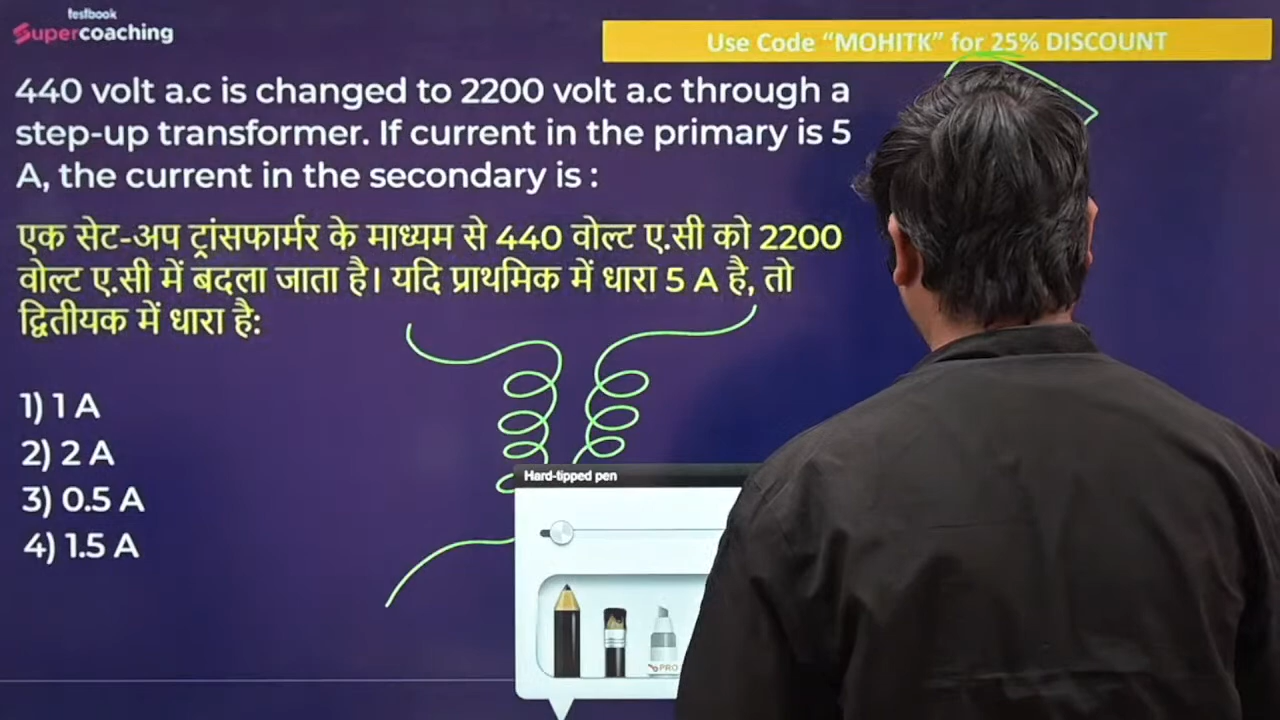 testbook
Supercoaching
Use Code “MOHITK” for 25% DISCOUNT
440 volt a.c is changed to 2200 volt a.c through a
step-up transformer. If current in the primary is 5
A, the current in the secondary is :
एक सेट-अप ट्रांसफार्मर के माध्यम से 440 वोल्ट ए.सी को 2200
वोल्ट ए.सी में बदला जाता है। यदि प्राथमिक में धारा 5 A है, तो
द्वितीयक में धारा है:
1) 1 A
2) 2 A
3) 0.5 A
4) 1.5 A
Hard-tipped pen
PRO